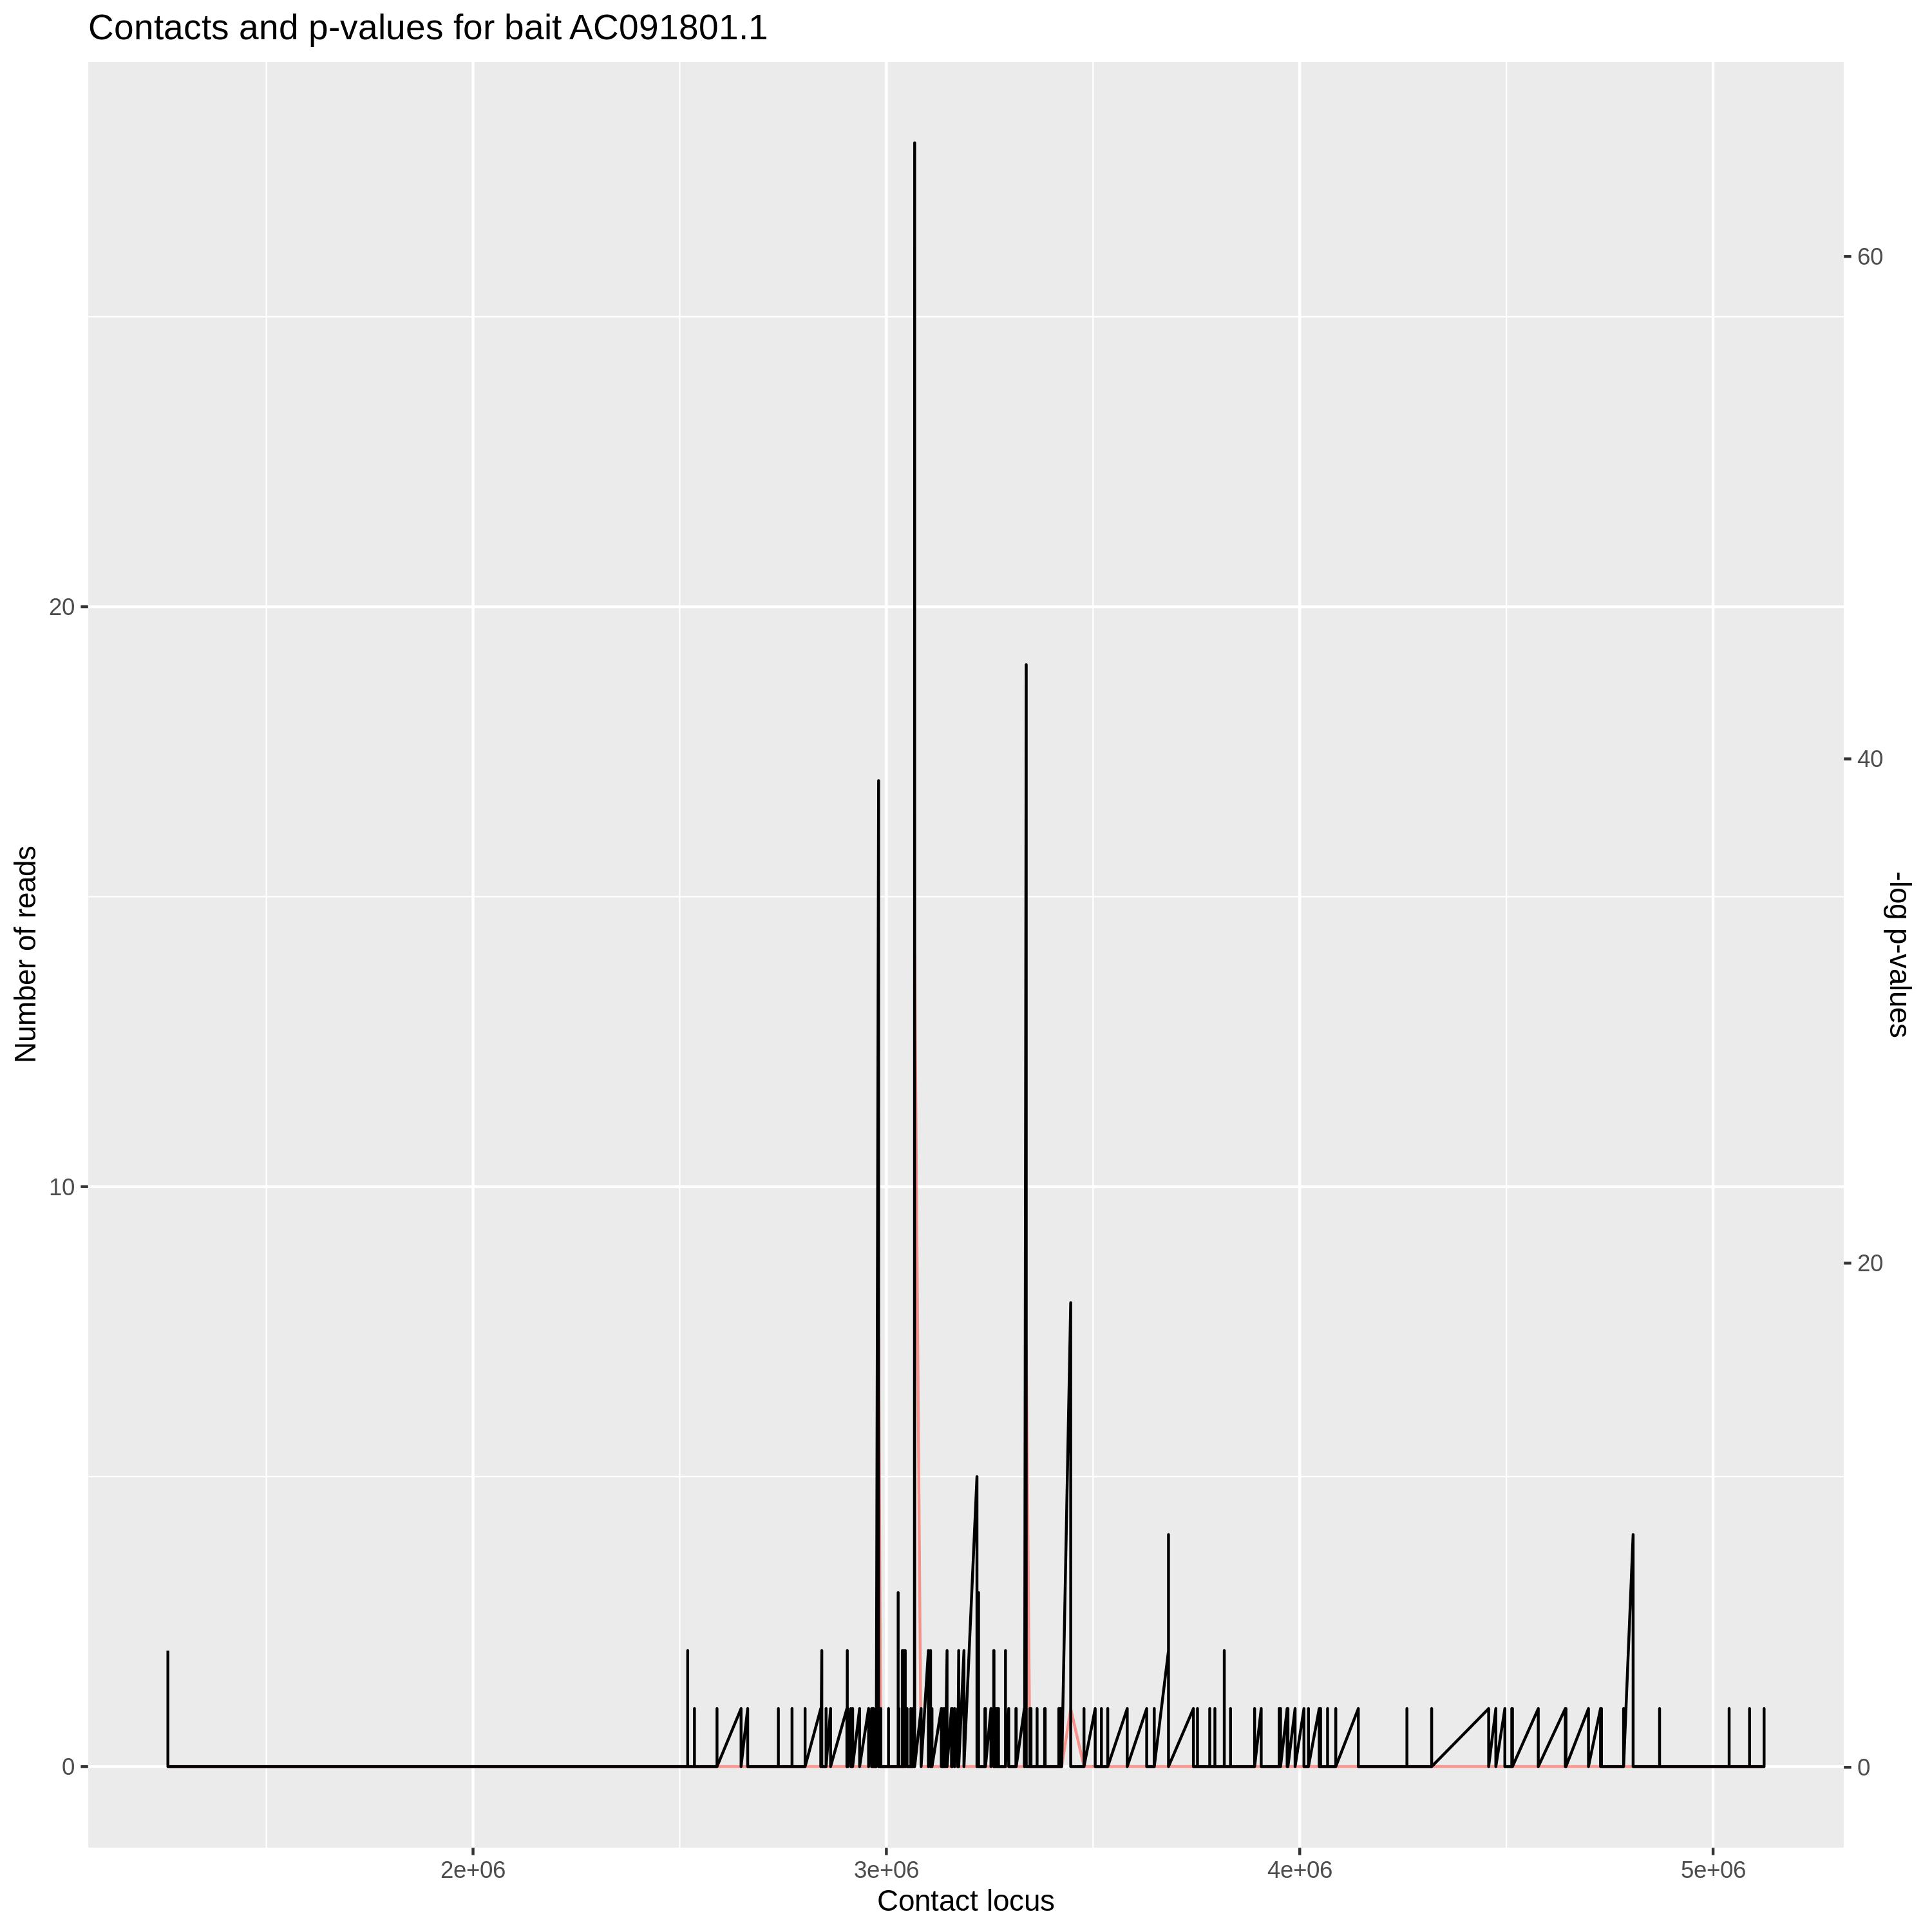 Contacts and p-values for bait AC091801.1
Number of reads
20
10
0
60
40
20
0
-log p-values
2e+06
3e+06
4e+06
5e+06
Contact locus